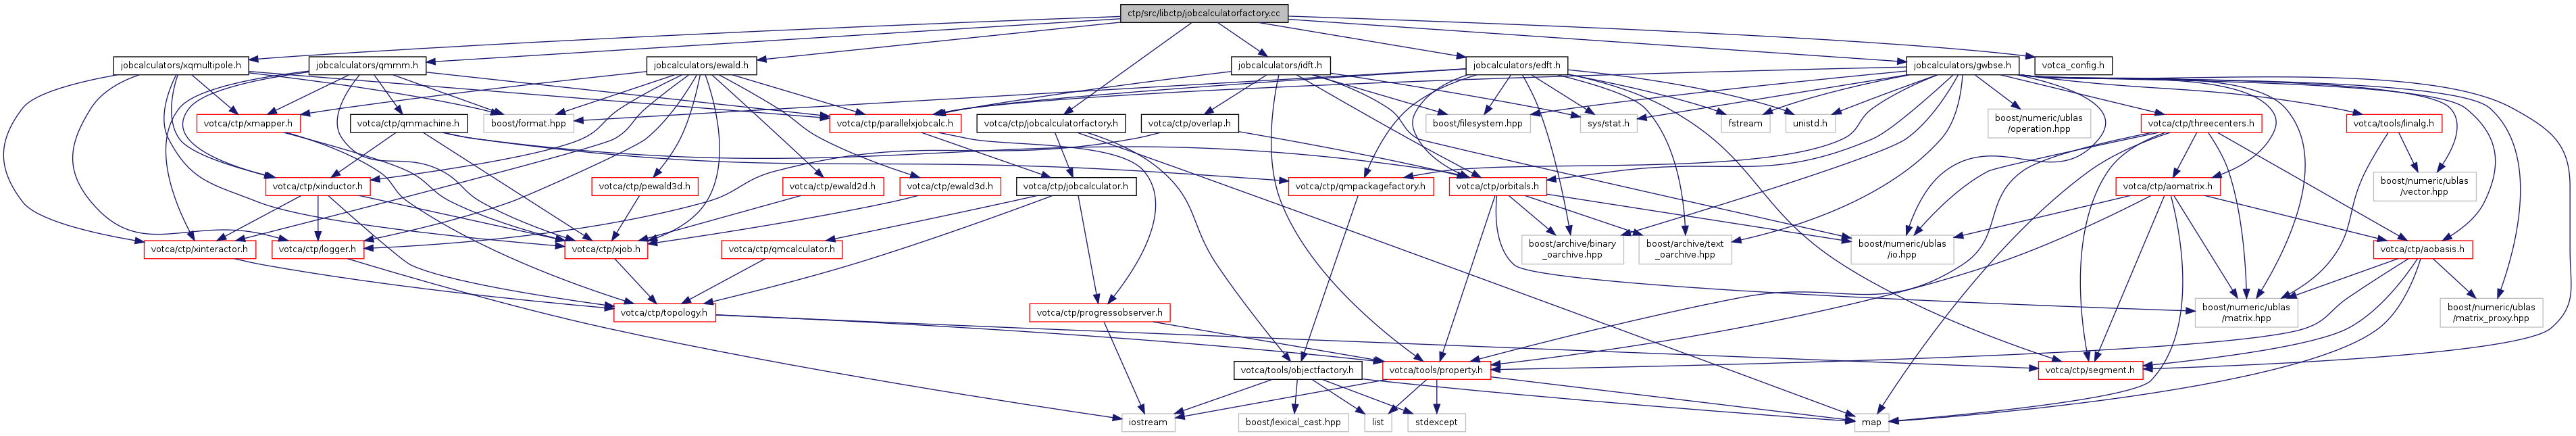 ctp/src/libctp/jobcalculatorfactory.cc
jobcalculators/xqmultipole.h
jobcalculators/qmmm.h
jobcalculators/ewald.h
jobcalculators/idft.h
jobcalculators/edft.h
jobcalculators/gwbse.h
votca_config.h
votca/ctp/xmapper.h
votca/ctp/qmmachine.h
boost/format.hpp
votca/ctp/parallelxjobcalc.h
votca/ctp/jobcalculatorfactory.h
votca/ctp/overlap.h
boost/filesystem.hpp
sys/stat.h
fstream
unistd.h
boost/numeric/ublas
/operation.hpp
votca/ctp/threecenters.h
votca/tools/linalg.h
votca/ctp/xinductor.h
votca/ctp/pewald3d.h
votca/ctp/ewald2d.h
votca/ctp/ewald3d.h
votca/ctp/jobcalculator.h
votca/ctp/qmpackagefactory.h
votca/ctp/orbitals.h
votca/ctp/aomatrix.h
boost/numeric/ublas
/vector.hpp
votca/ctp/xinteractor.h
votca/ctp/logger.h
votca/ctp/xjob.h
votca/ctp/qmcalculator.h
boost/archive/binary
_oarchive.hpp
boost/archive/text
_oarchive.hpp
boost/numeric/ublas
/io.hpp
votca/ctp/aobasis.h
votca/ctp/topology.h
votca/ctp/progressobserver.h
boost/numeric/ublas
/matrix.hpp
boost/numeric/ublas
/matrix_proxy.hpp
votca/tools/objectfactory.h
votca/tools/property.h
votca/ctp/segment.h
iostream
boost/lexical_cast.hpp
list
stdexcept
map